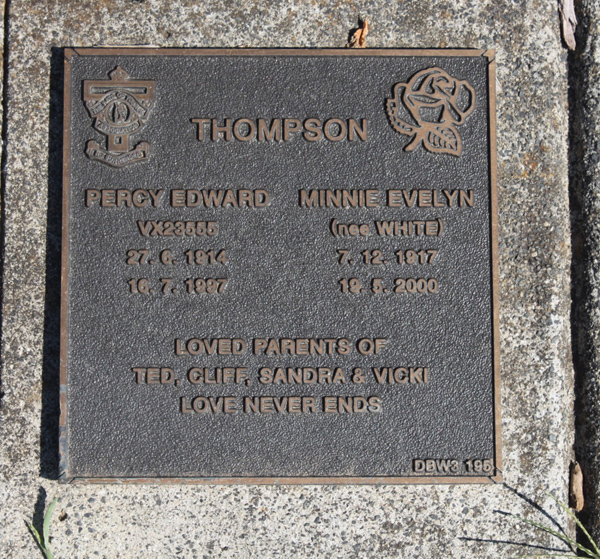 THOMPSON
PERCY EDWARD MINNIE EVELYN
VX23555 (nee WHITE)
27. 6. 1914 7. 12. 1917
16. 7. 1997 19. 5. 2000
LOVED PARENTS OF
TED, CLIFF, SANDRA & VICKI
LOVE NEVER ENDS
DBW3 195